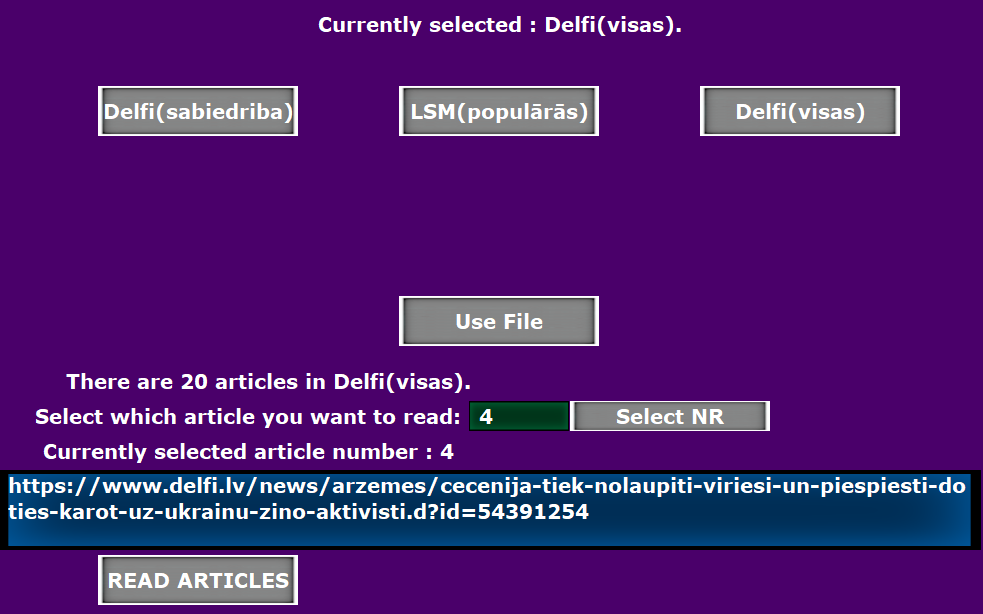 Currently selected : Delfi(visas).
Delfi(sabiedriba)
LSM(populārās)
Delfi(visas)
Use File
There are 20 articles in Delfi(visas).
Select which article you want to read: 4 Select NR
Currently selected article number : 4
https://www.delfi.lv/news/arzemes/cecenija-tiek-nolaupiti-viriesi-un-piespiesti-do
ties-karot-uz-ukrainu-zino-aktivisti.d?id=54391254
READ ARTICLES